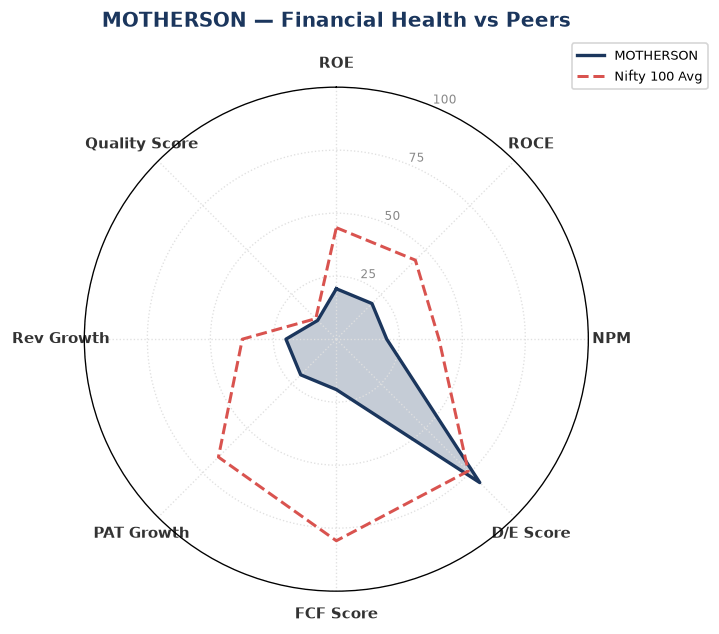 MOTHERSON — Financial Health vs Peers
MOTHERSON
Nifty 100 Avg
ROE
100
Quality Score
ROCE
75
50
25
Rev Growth
NPM
PAT Growth
D/E Score
FCF Score